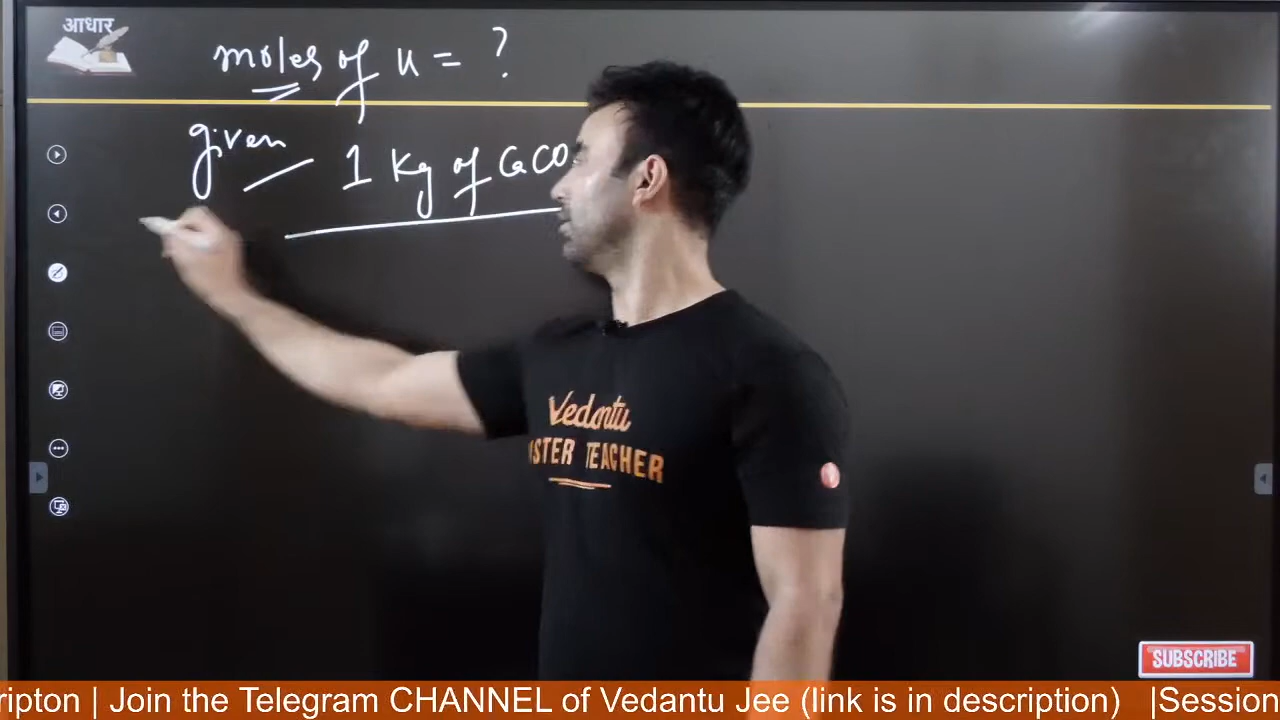 आधार
moles of u = ?
given 1 Kg of CaCO
Vedantu
STER TEACHER
SUBSCRIBE
ripton | Join the Telegram CHANNEL of Vedantu Jee (link is in description) |Session